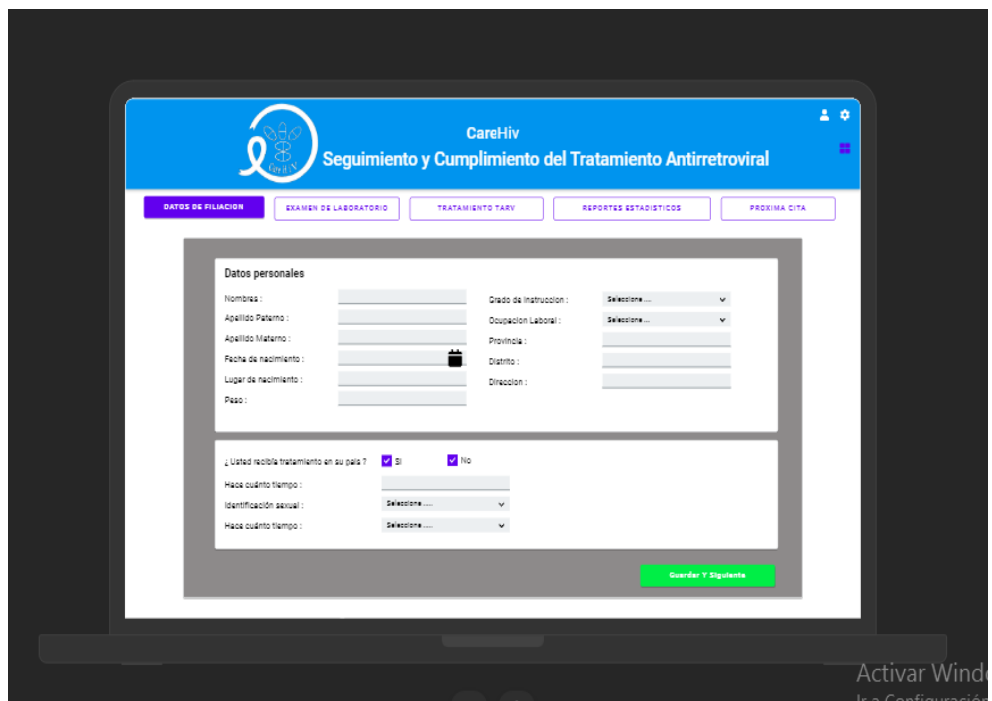 CareHiv
Seguimiento y Cumplimiento del Tratamiento Antirretroviral
DATOS DE FILIACION
EXAMEN DE LABORATORIO
TRATAMIENTO TARV
REPORTES ESTADISTICOS
PROXIMA CITA
Datos personales
Nombres :
Apellido Paterno :
Apellido Materno :
Fecha de nacimiento :
Lugar de nacimiento :
Peso :
Grado de instruccion :
Seleccione ....
Ocupacion Laboral :
Seleccione ...
Provincia :
Distrito :
Direccion :
¿ Usted recibía tratamiento en su pais ?
Si
No
Hace cuánto tiempo :
Identificación sexual :
Seleccione .....
Hace cuánto tiempo :
Seleccione .....
Guardar Y Siguiente
Activar Windo
Ir a Configuración